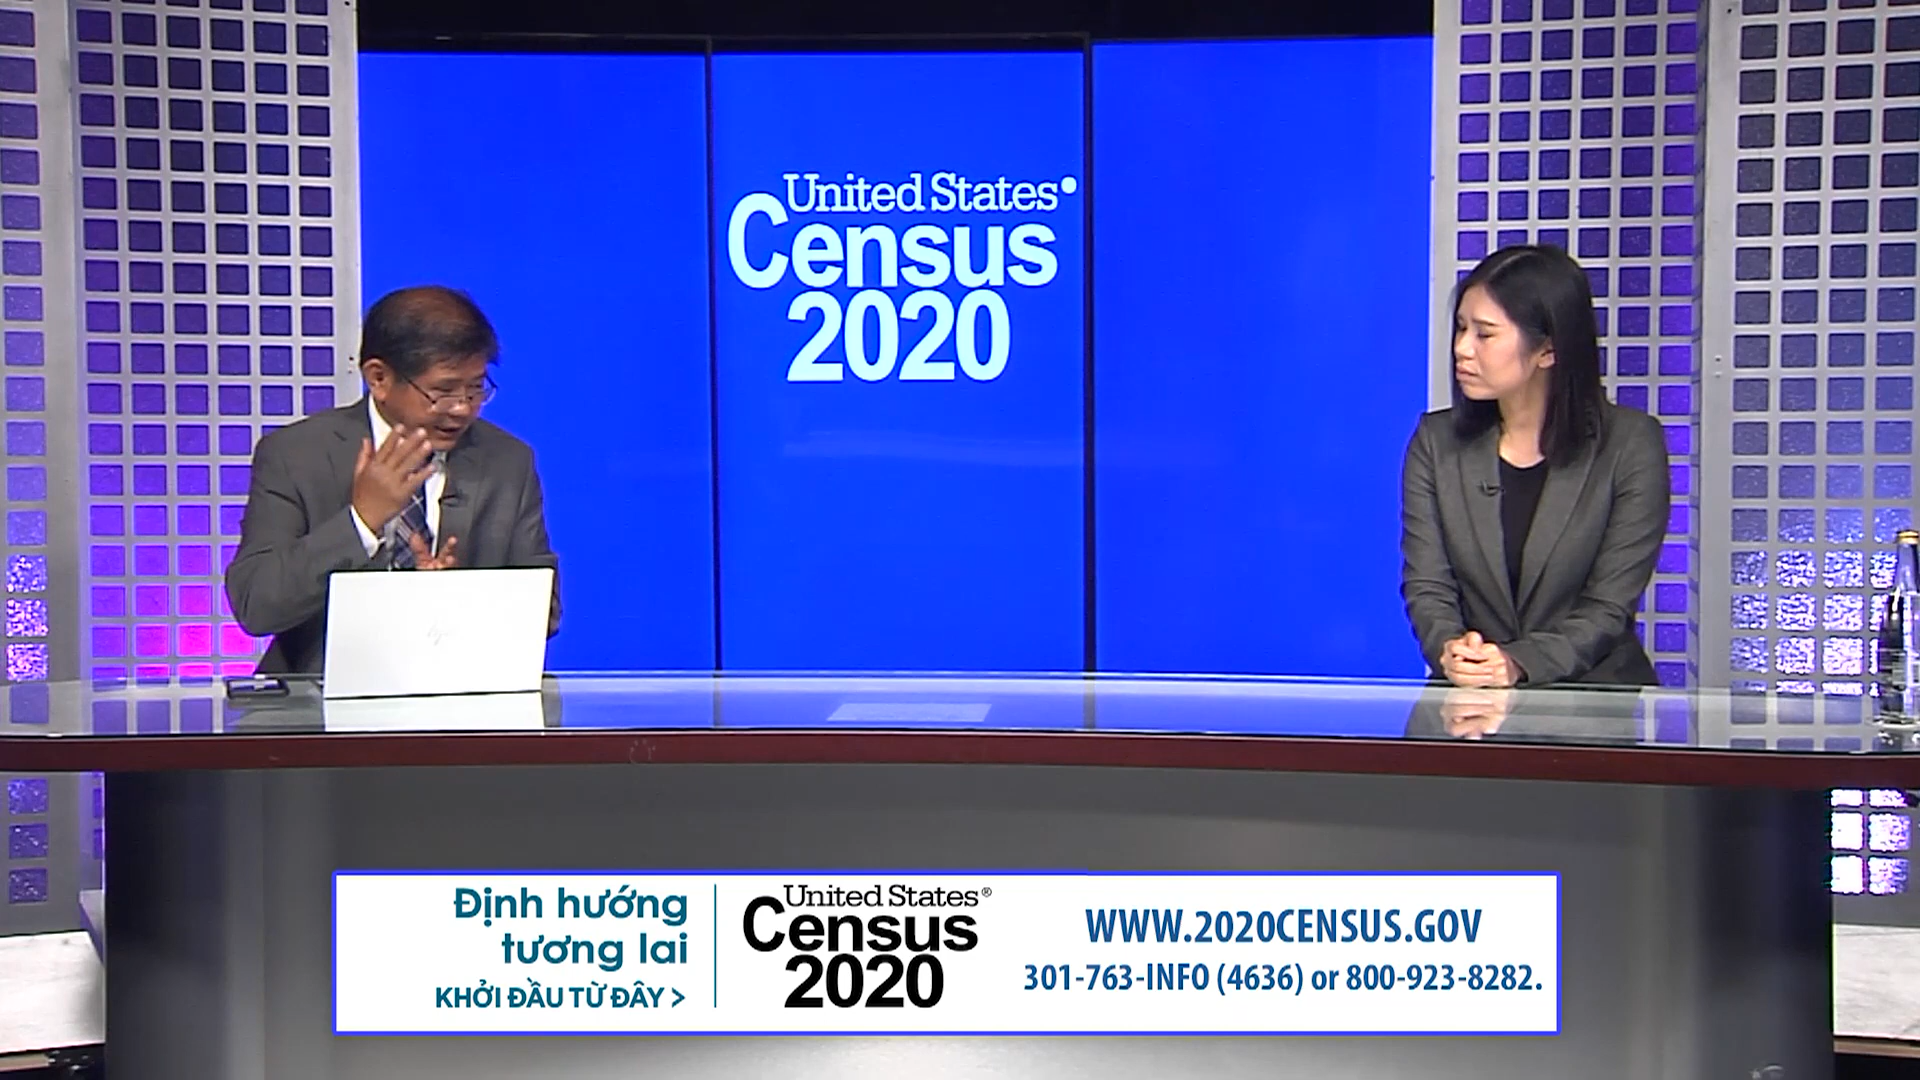 United States
Census
2020
Định hướng
tương lai
KHỞI ĐẦU TỪ ĐÂY >
United States®
Census
2020
WWW.2020CENSUS.GOV
301-763-INFO (4636) or 800-923-8282.
hp